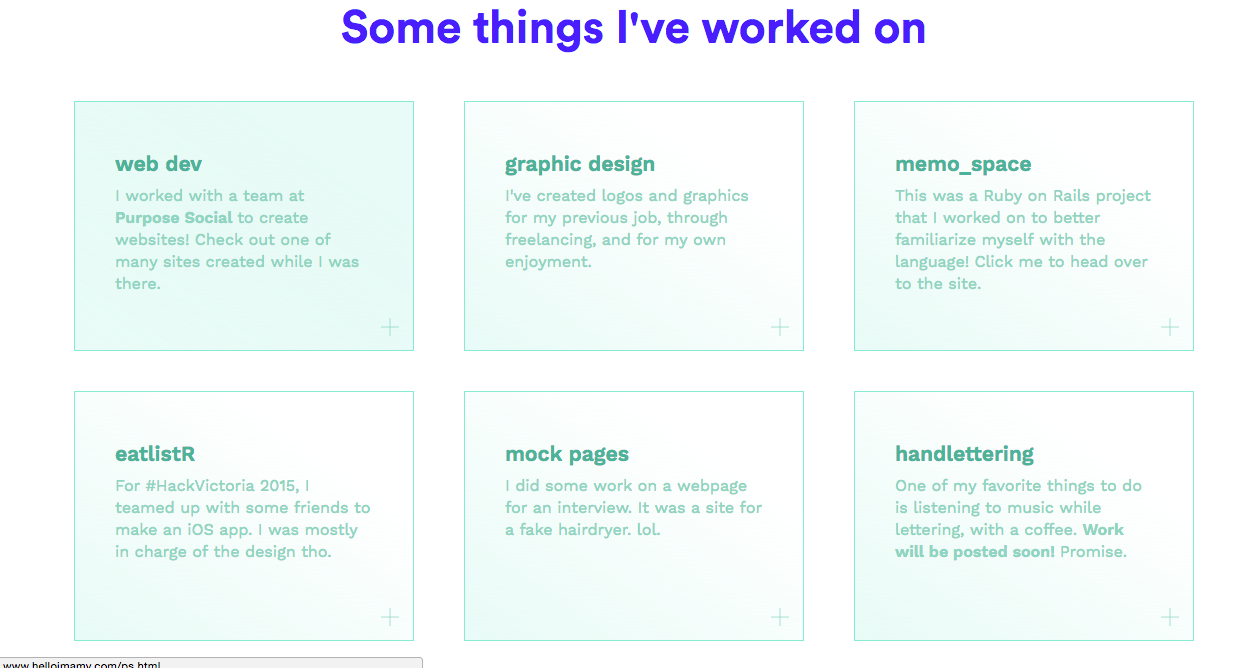 Some things I've worked on
web dev
I worked with a team at
Purpose Social to create
websites! Check out one of
many sites created while I was
there.
graphic design
I've created logos and graphics
for my previous job, through
freelancing, and for my own
enjoyment.
memo_space
This was a Ruby on Rails project
that I worked on to better
familiarize myself with the
language! Click me to head over
to the site.
eatlistR
For #HackVictoria 2015, I
teamed up with some friends to
make an iOS app. I was mostly
in charge of the design tho.
mock pages
I did some work on a webpage
for an interview. It was a site for
a fake hairdryer. lol.
handlettering
One of my favorite things to do
is listening to music while
lettering, with a coffee. Work
will be posted soon! Promise.
www.helloimamy.com/ps.html